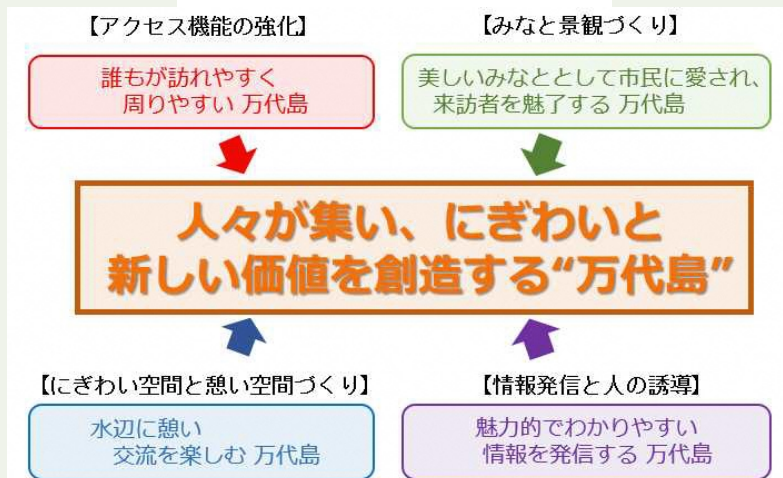 【アクセス機能の強化】
誰もが訪れやすく
周りやすい 万代島
【みなと景観づくり】
美しいみなととして市民に愛され、
来訪者を魅了する 万代島
人々が集い、にぎわいと
新しい価値を創造する“万代島”
【にぎわい空間と憩い空間づくり】
水辺に憩い
交流を楽しむ 万代島
【情報発信と人の誘導】
魅力的でわかりやすい
情報を発信する 万代島